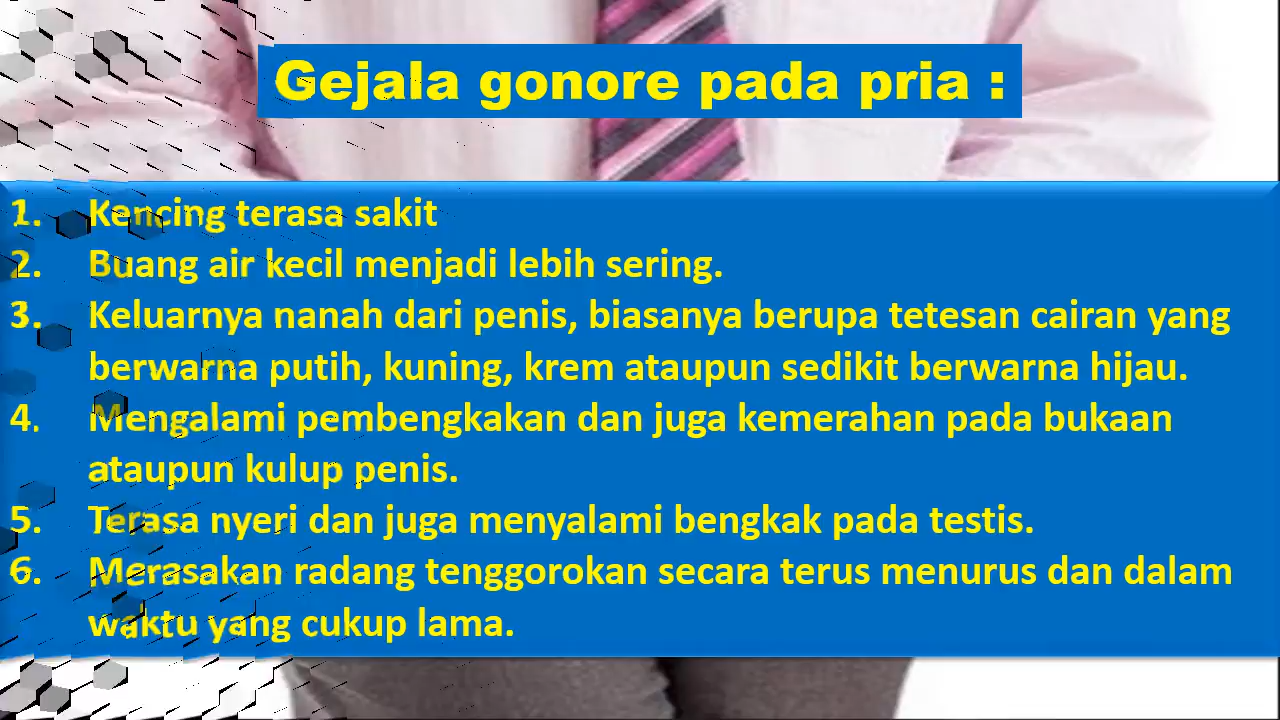 Gejala gonore pada pria :
1. Kencing terasa sakit
2. Buang air kecil menjadi lebih sering.
3. Keluarnya nanah dari penis, biasanya berupa tetesan cairan yang
berwarna putih, kuning, krem ataupun sedikit berwarna hijau.
4. Mengalami pembengkakan dan juga kemerahan pada bukaan
ataupun kulup penis.
5. Terasa nyeri dan juga menyalami bengkak pada testis.
6. Merasakan radang tenggorokan secara terus menurus dan dalam
waktu yang cukup lama.